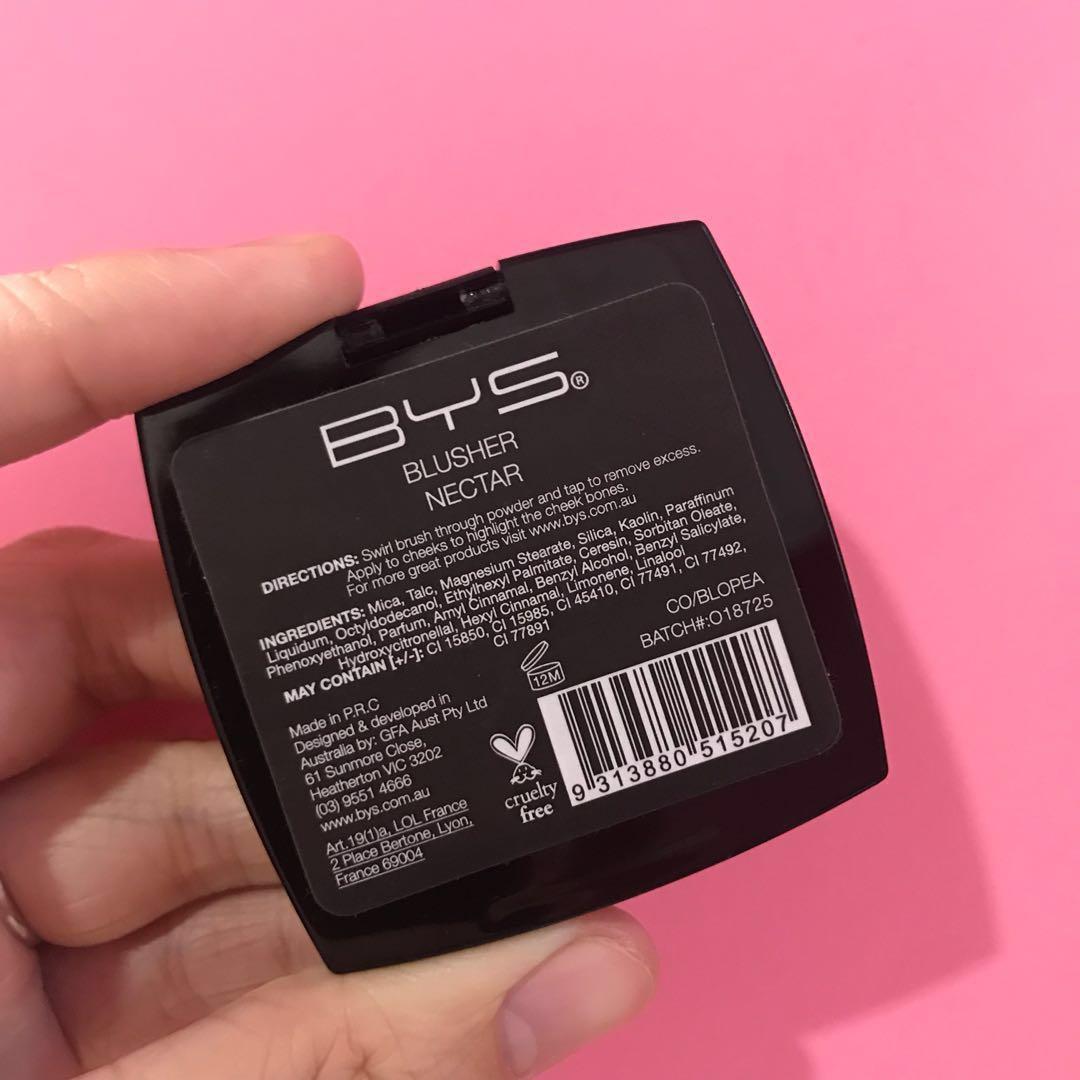 BYS®
BLUSHER
NECTAR
DIRECTIONS: Swirl brush through powder and tap to remove excess.
Apply to cheeks to highlight the cheek bones.
For more great products visit www.bys.com.au
INGREDIENTS: Mica, Talc, Magnesium Stearate, Silica, Kaolin, Paraffinum
Liquidum, Octyldodecanol, Ethylhexyl Palmitate, Ceresin, Sorbitan Oleate,
Phenoxyethanol, Parfum, Amyl Cinnamal, Benzyl Alcohol, Benzyl Salicylate,
Hydroxycitronellal, Hexyl Cinnamal, Limonene, Linalool
MAY CONTAIN [+/-]: CI 15850, CI 15985, CI 45410, CI 77491, CI 77492,
CI 77891
CO/BLOPEA
BATCH#:O18725
12M
Made in P.R.C
Designed & developed in
Australia by: GFA Aust Pty Ltd
61 Sunmore Close,
Heatherton VIC 3202
(03) 9551 4666
www.bys.com.au
Art.19(1)a, LOL France
2 Place Bertone, Lyon,
France 69004
cruelty
free
9 313880 515207